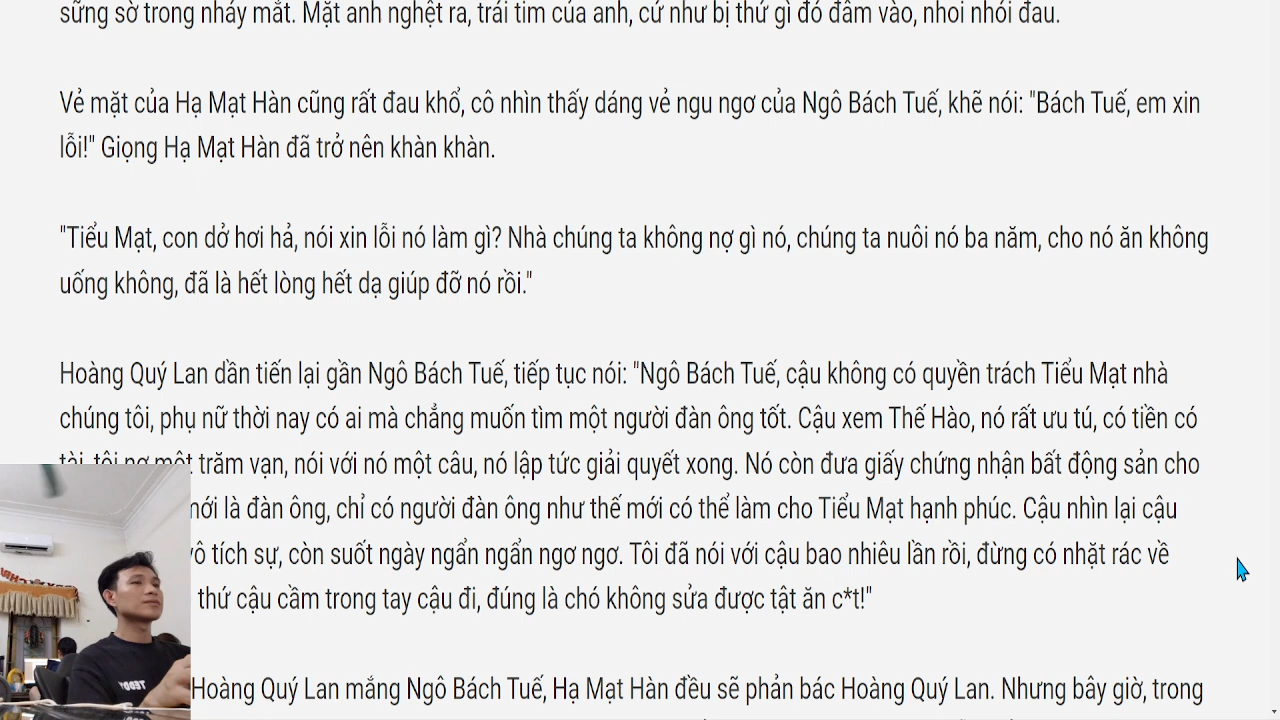 sững sờ trong nháy mắt. Mặt anh nghệt ra, trái tim của anh, cứ như bị thứ gì đó đâm vào, nhoi nhói đau.
Vẻ mặt của Hạ Mạt Hàn cũng rất đau khổ, cô nhìn thấy dáng vẻ ngu ngơ của Ngô Bách Tuế, khẽ nói: "Bách Tuế, em xin
lỗi!" Giọng Hạ Mạt Hàn đã trở nên khàn khàn.
"Tiểu Mạt, con dở hơi hả, nói xin lỗi nó làm gì? Nhà chúng ta không nợ gì nó, chúng ta nuôi nó ba năm, cho nó ăn không
uống không, đã là hết lòng hết dạ giúp đỡ nó rồi."
Hoàng Quý Lan dần tiến lại gần Ngô Bách Tuế, tiếp tục nói: "Ngô Bách Tuế, cậu không có quyền trách Tiểu Mạt nhà
chúng tôi, phụ nữ thời nay có ai mà chẳng muốn tìm một người đàn ông tốt. Cậu xem Thế Hào, nó rất ưu tú, có tiền có
tài, tôi nợ một trăm vạn, nói với nó một câu, nó lập tức giải quyết xong. Nó còn đưa giấy chứng nhận bất động sản cho
mới là đàn ông, chỉ có người đàn ông như thế mới có thể làm cho Tiểu Mạt hạnh phúc. Cậu nhìn lại cậu
vô tích sự, còn suốt ngày ngẩn ngẩn ngơ ngơ. Tôi đã nói với cậu bao nhiêu lần rồi, đừng có nhặt rác về
thứ cậu cầm trong tay cậu đi, đúng là chó không sửa được tật ăn c*t!"
Hoàng Quý Lan mắng Ngô Bách Tuế, Hạ Mạt Hàn đều sẽ phản bác Hoàng Quý Lan. Nhưng bây giờ, trong